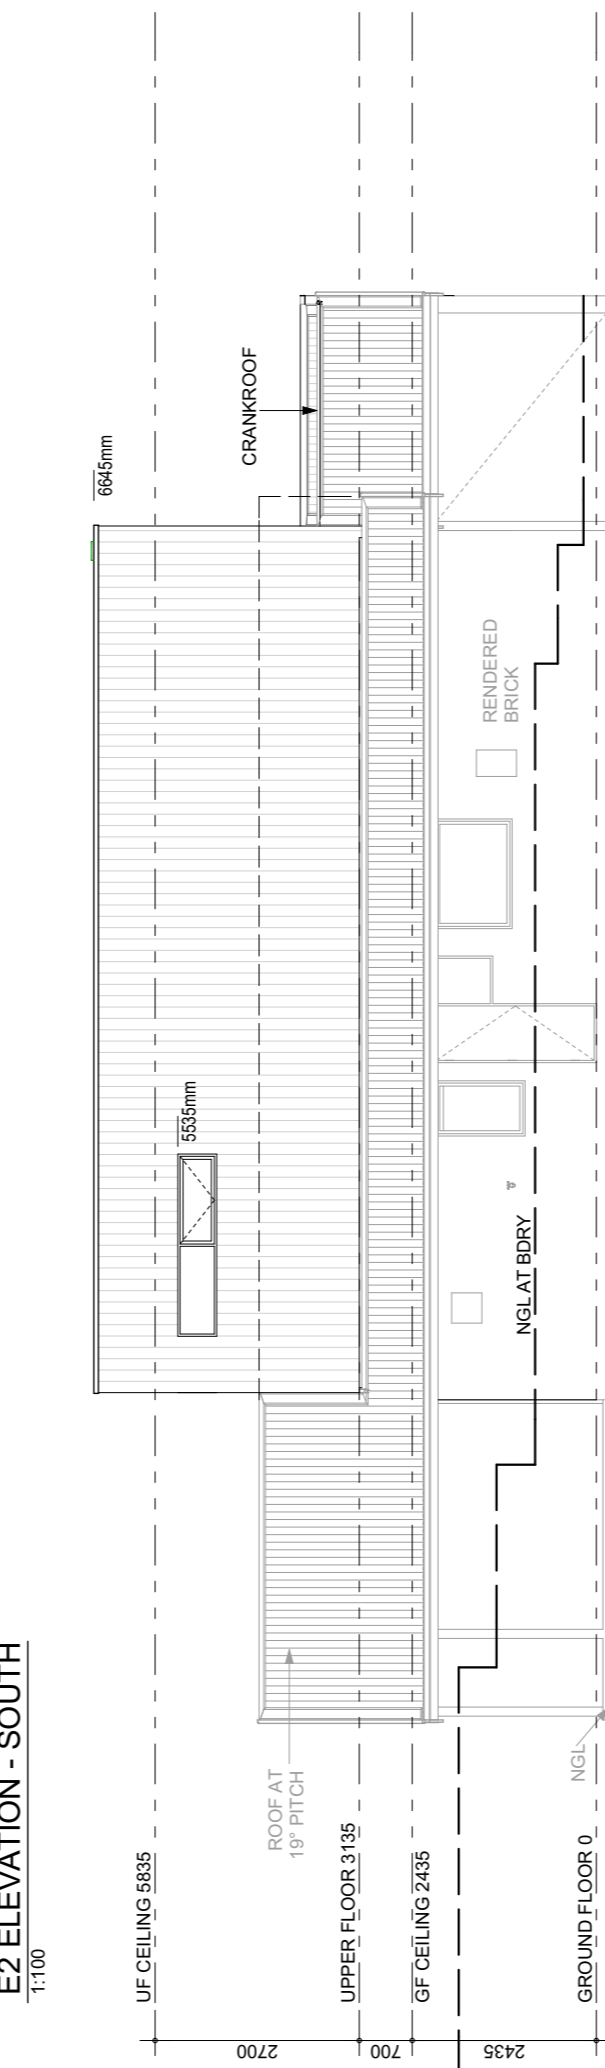 E2 ELEVATION - SOUTH
1:100
UF CEILING 5835
UPPER FLOOR 3135
GF CEILING 2435
GROUND FLOOR 0
2700
700
2435
ROOF AT
19° PITCH
NGL
5535mm
NGL AT BDRY
6645mm
CRANKROOF
RENDERED
BRICK